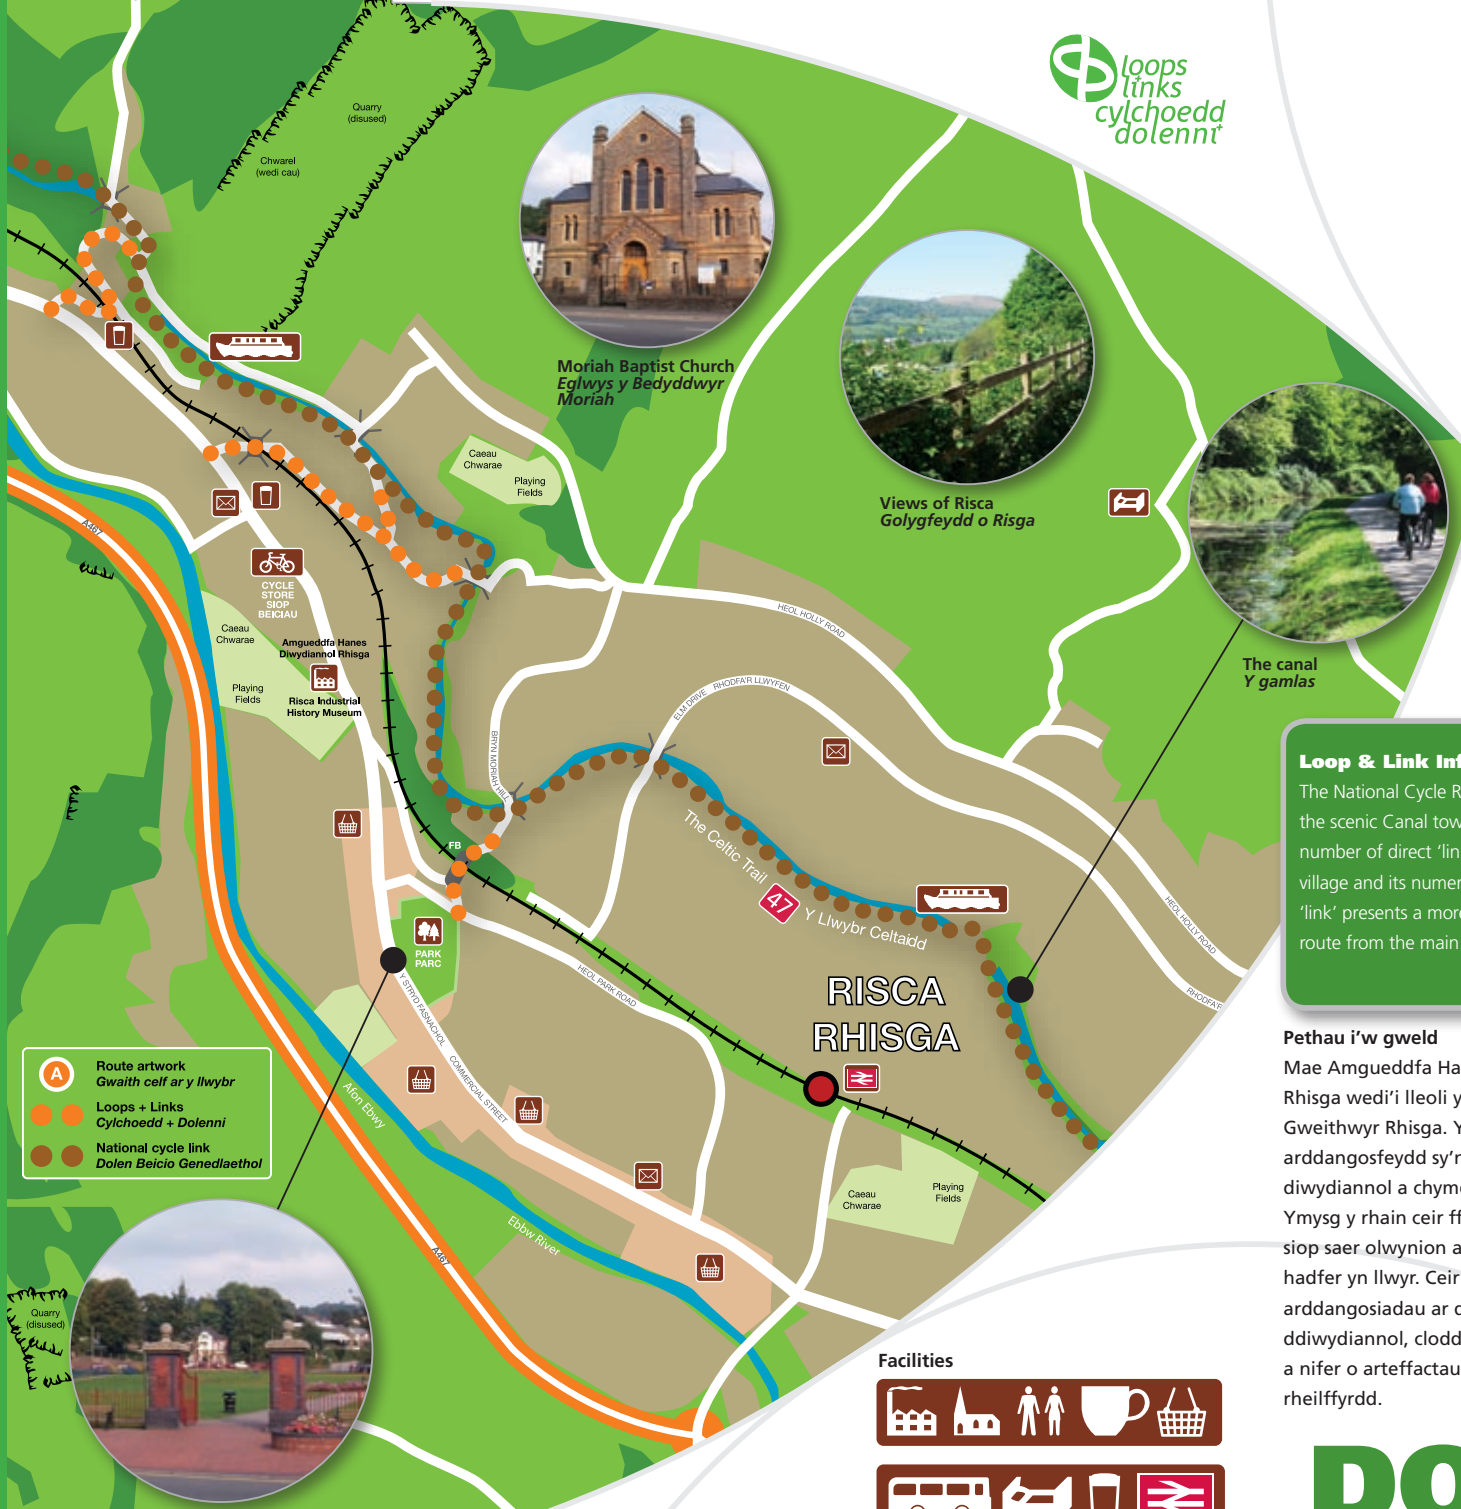 loops
links
cylchoedd
dolenni
Quarry
(disused)
Chwarel
(wedi cau)
Moriah Baptist Church
Eglwys y Bedyddwyr
Moriah
Views of Risca
Golygfeydd o Risga
The canal
Y gamlas
Caeau
Chwarae
Playing
Fields
A467
CYCLE
STORE
SIOP
BEICIAU
Caeau
Chwarae
Playing
Fields
Amgueddfa Hanes
Diwydiannol Rhisga
Risca Industrial
History Museum
HEOL HOLLY ROAD
ELM DRIVE RHODFA'R LLWYFEN
BRYN MORIAH HILL
FB
The Celtic Trail
47
Y Llwybr Celtaidd
HEOL HOLLY ROAD
RHODFA'R
PARK
PARC
HEOL PARK ROAD
Y STRYD FASNACHOL
COMMERCIAL STREET
RISCA
RHISGA
Afon Ebwy
Ebbw River
A467
Caeau
Chwarae
Playing
Fields
Quarry
(disused)
A
Route artwork
Gwaith celf ar y llwybr
Loops + Links
Cylchoedd + Dolenni
National cycle link
Dolen Beicio Genedlaethol
Loop & Link Inf
The National Cycle R
the scenic Canal tow
number of direct 'lin
village and its numer
'link' presents a more
route from the main
Pethau i'w gweld
Mae Amgueddfa Ha
Rhisga wedi'i lleoli y
Gweithwyr Rhisga. Y
arddangosfeydd sy'n
diwydiannol a chym
Ymysg y rhain ceir ff
siop saer olwynion a
hadfer yn llwyr. Ceir
arddangosiadau ar d
ddiwydiannol, clodd
a nifer o arteffactau
rheilffyrdd.
Facilities
DO